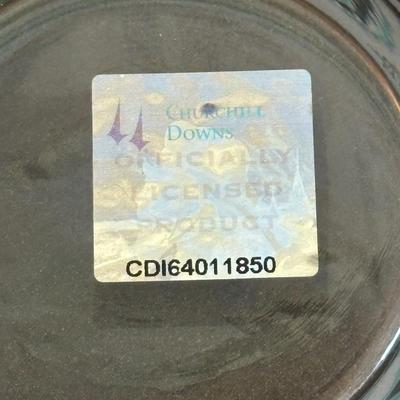 CHURCHILL
DOWNS
OFFICIALLY
LICENSED
PRODUCT
CDI64011850